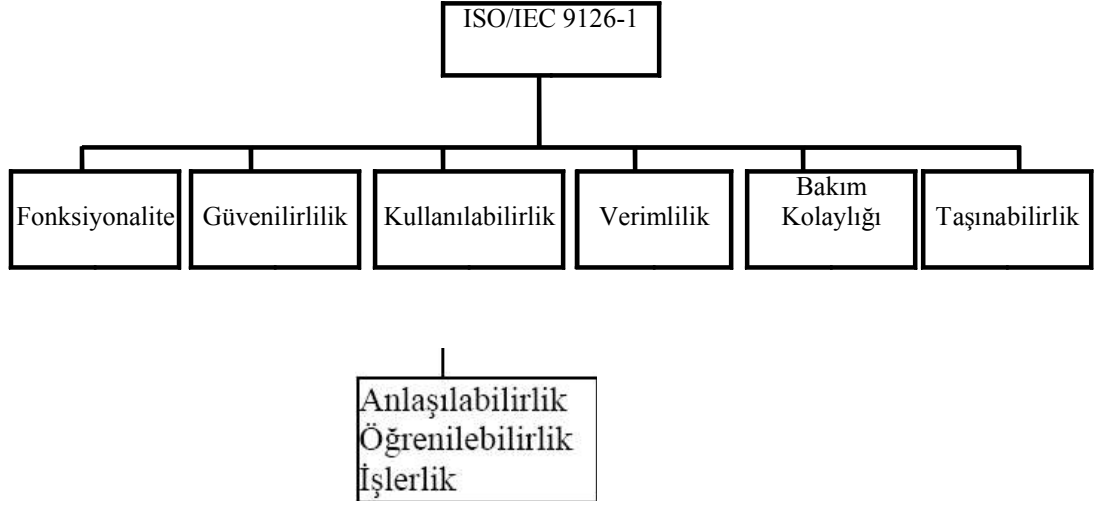 ISO/IEC 9126-1
Fonksiyonalite
Güvenilirlilik
Kullanılabilirlik
Verimlilik
Bakım
Kolaylığı
Taşınabilirlik
Anlaşılabilirlik
Öğrenilebilirlik
İşlerlik